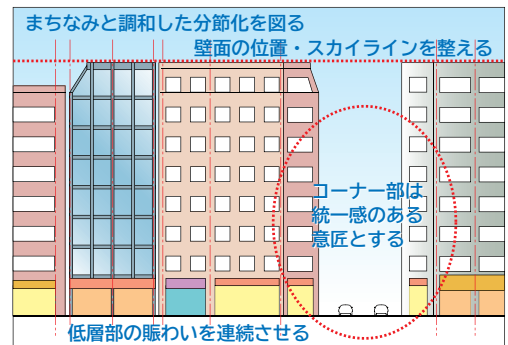 まちなみと調和した分節化を図る
壁面の位置・スカイラインを整える
コーナー部は
統一感のある
意匠とする
低層部の賑わいを連続させる